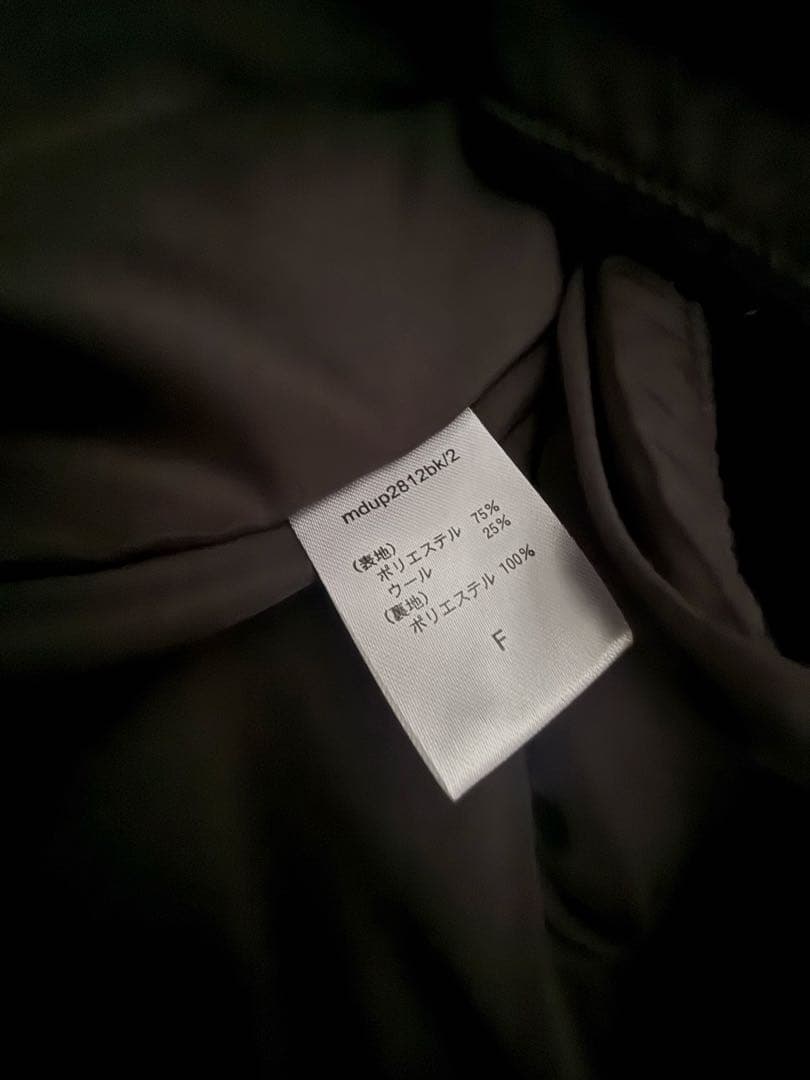 mdup2812bk/2
(表地)
ポリエステル 75%
ウール 25%
(裏地)
ポリエステル 100%
F